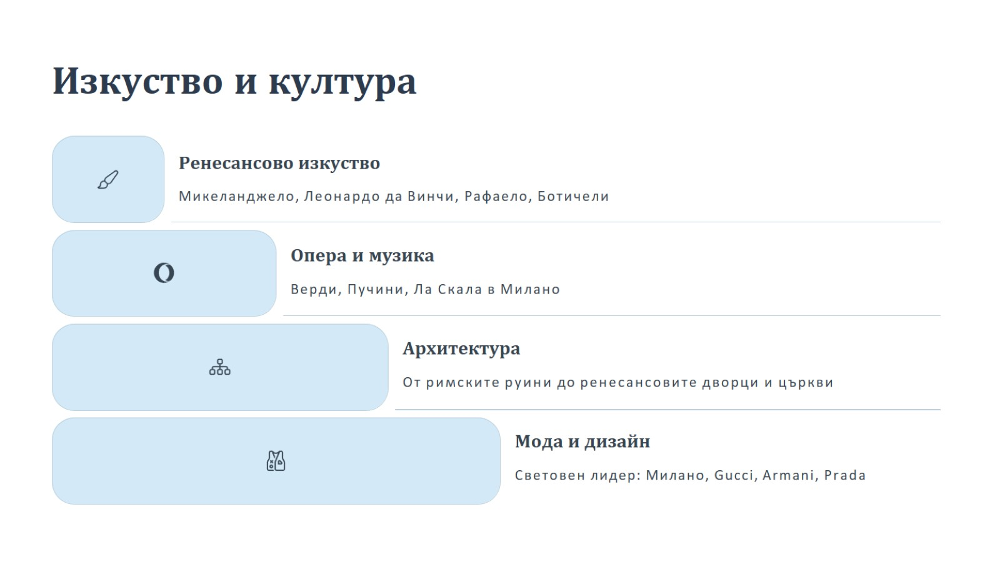 Изкуство и култура
Ренесансово изкуство
Микеланджело, Леонардо да Винчи, Рафаело, Ботичели
Опера и музика
Верди, Пучини, Ла Скала в Милано
Архитектура
От римските руини до ренесансовите дворци и църкви
Мода и дизайн
Световен лидер: Милано, Gucci, Armani, Prada